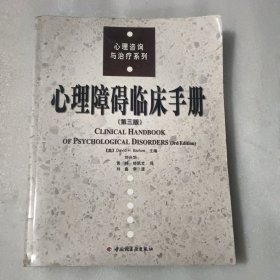 心理咨询
与治疗系列
心理障碍临床手册
(第三版)
CLINICAL HANDBOOK
OF PSYCHOLOGICAL DISORDERS (3rd Edition)
[美] David H. Barlow 主编
中国轻工业出版社